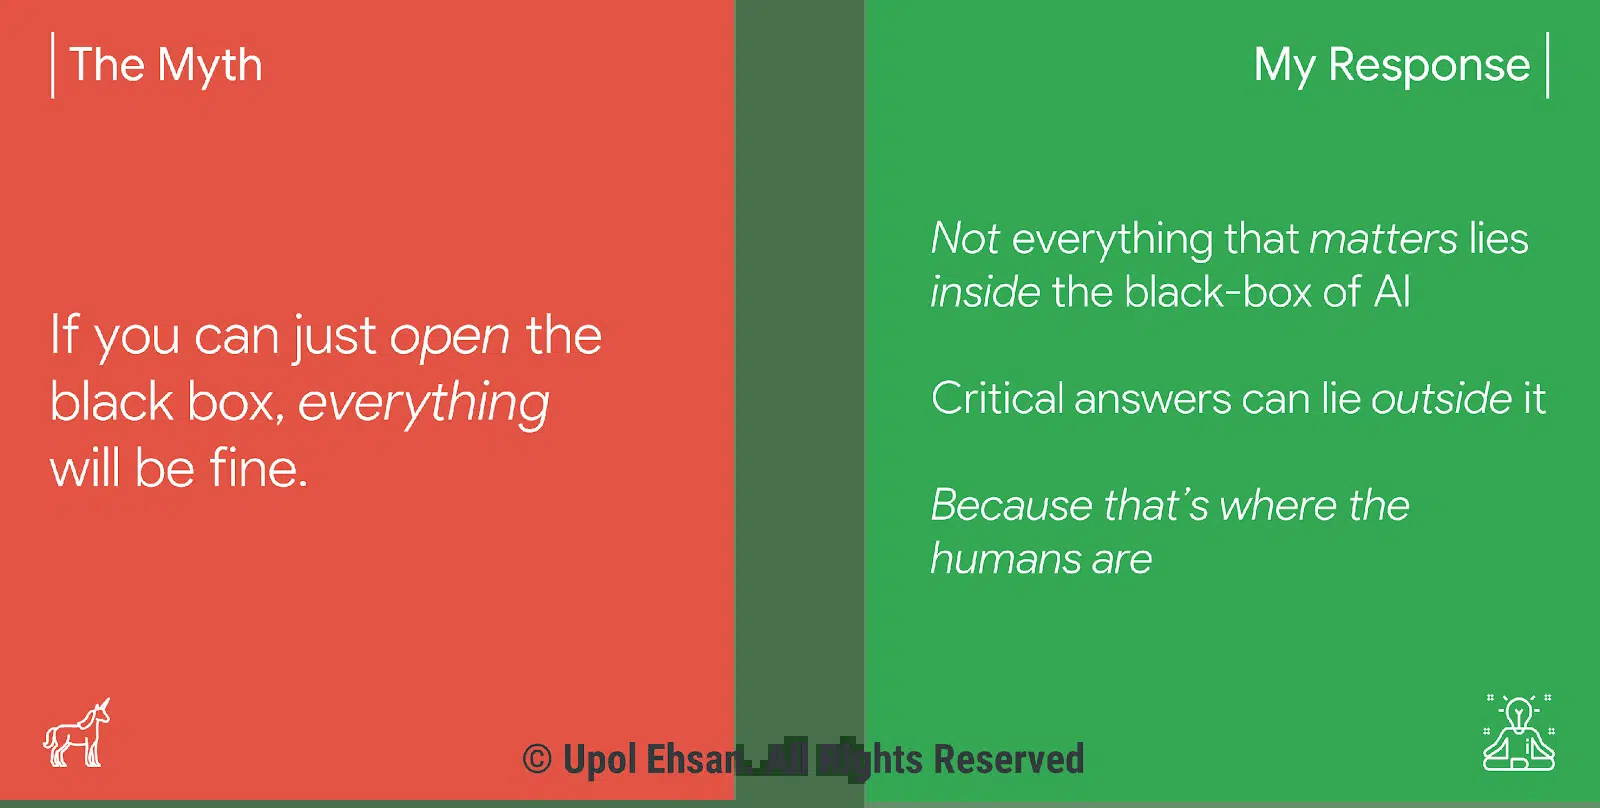 The Myth
If you can just open the
black box, everything
will be fine.
My Response
Not everything that matters lies
inside the black-box of AI
Critical answers can lie outside it
Because that’s where the
humans are
© Upol Ehsan. All Rights Reserved